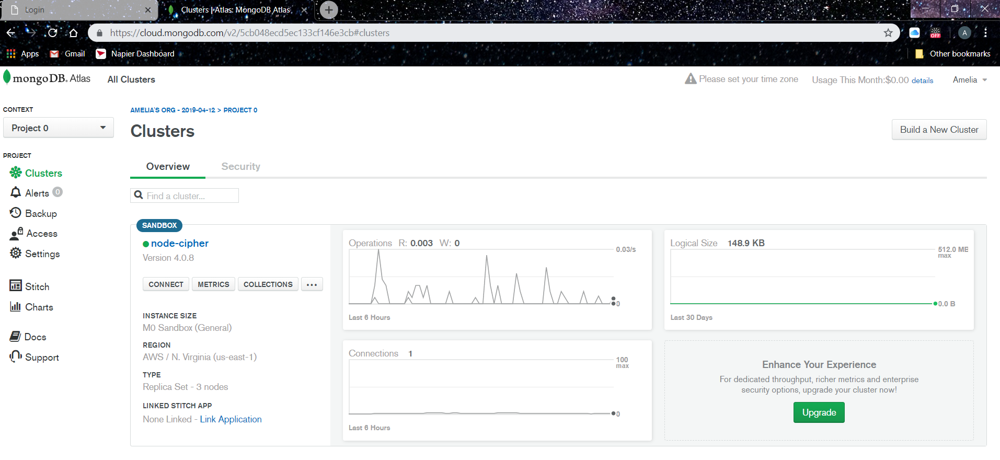 Login
Clusters | Atlas: MongoDB Atlas
https://cloud.mongodb.com/v2/5cb048ecd5ec133cf146e3cb#clusters
OFF
A
Apps
Gmail
Napier Dashboard
Other bookmarks
mongoDB. Atlas
All Clusters
Please set your time zone
Usage This Month:$0.00 details
Amelia
CONTEXT
Project 0
PROJECT
Clusters
Alerts 0
Backup
Access
Settings
Stitch
Charts
Docs
Support
AMELIA'S ORG - 2019-04-12 > PROJECT 0
Clusters
Build a New Cluster
Overview
Security
Find a cluster...
SANDBOX
node-cipher
Version 4.0.8
CONNECT
METRICS
COLLECTIONS
...
INSTANCE SIZE
M0 Sandbox (General)
REGION
AWS / N. Virginia (us-east-1)
TYPE
Replica Set - 3 nodes
LINKED STITCH APP
None Linked - Link Application
Operations R: 0.003 W: 0
0.03/s
0
Last 6 Hours
Logical Size 148.9 KB
512.0 MB
max
0.0 B
Last 30 Days
Connections 1
100
max
0
Last 6 Hours
Enhance Your Experience
For dedicated throughput, richer metrics and enterprise
security options, upgrade your cluster now!
Upgrade